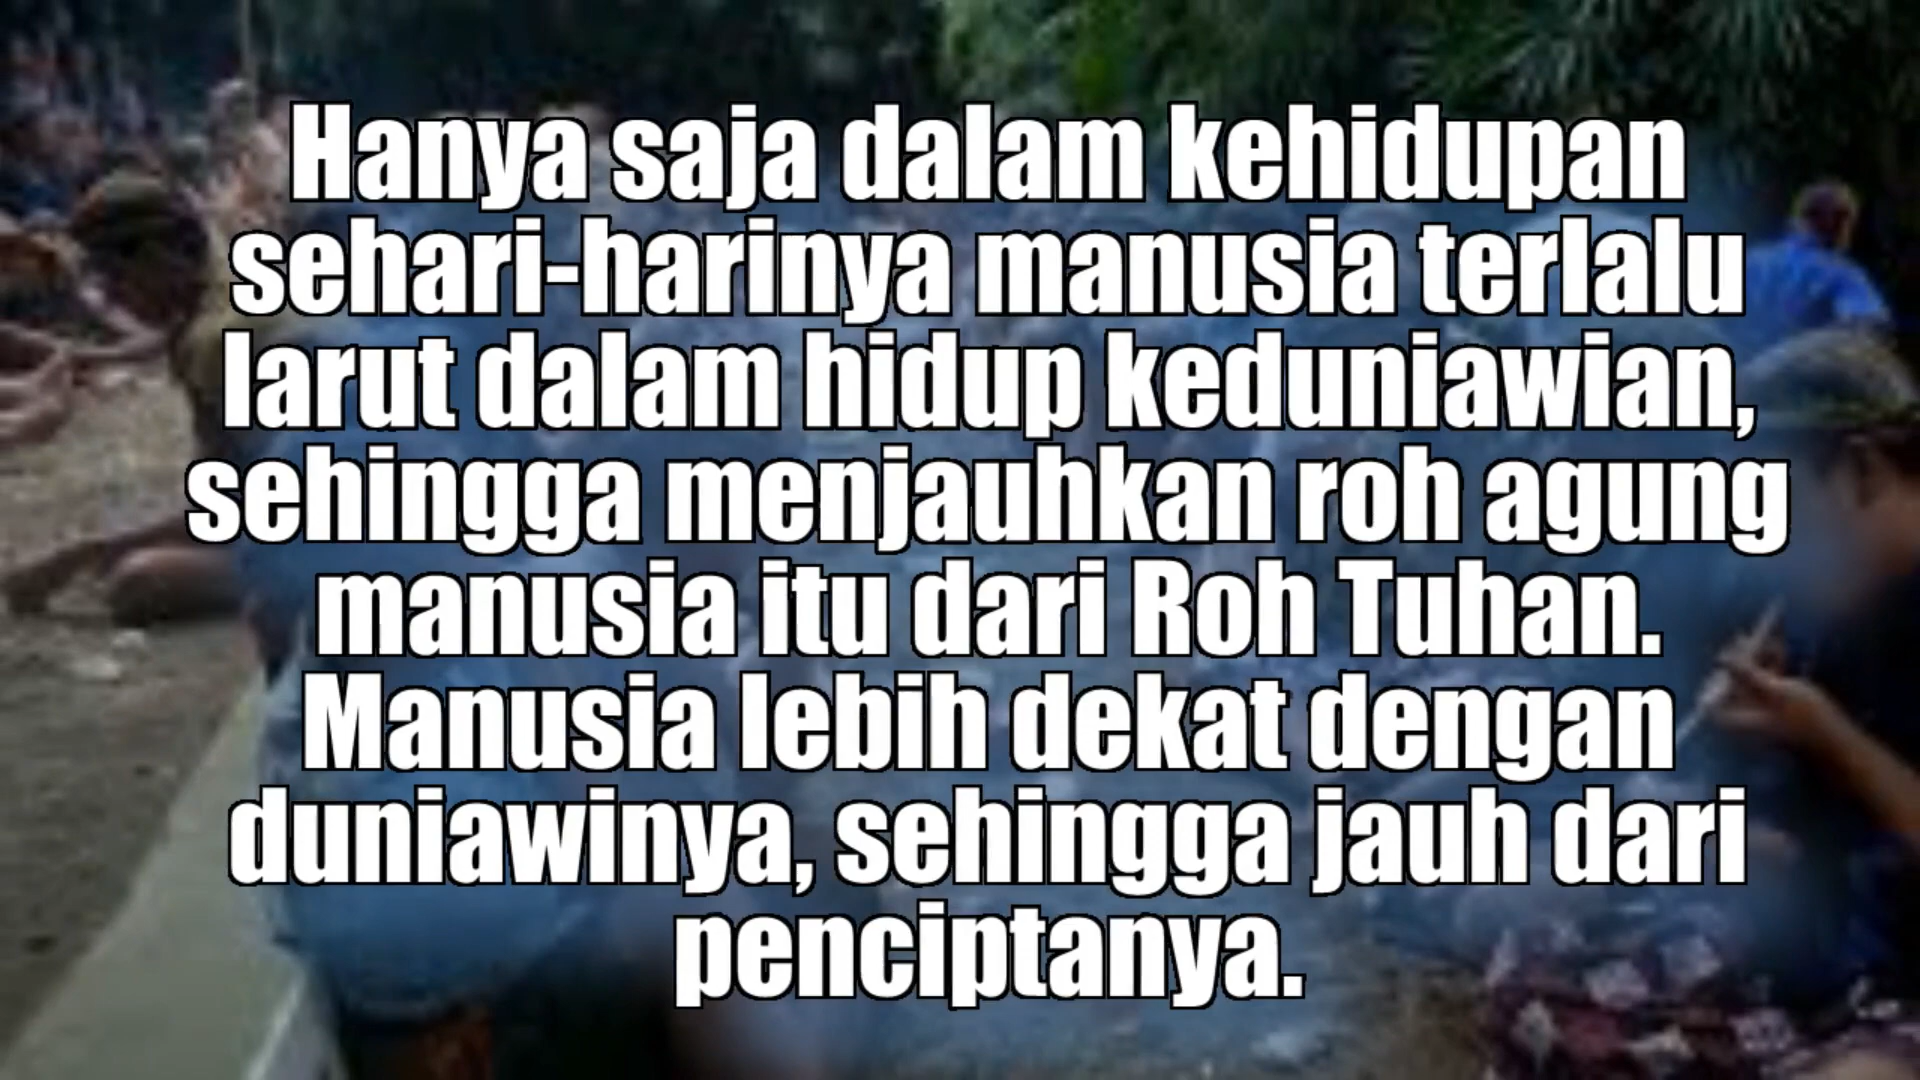 Hanya saja dalam kehidupan
sehari-harinya manusia terlalu
larut dalam hidup keduniawian,
sehingga menjauhkan roh agung
manusia itu dari Roh Tuhan.
Manusia lebih dekat dengan
duniawinya, sehingga jauh dari
penciptanya.